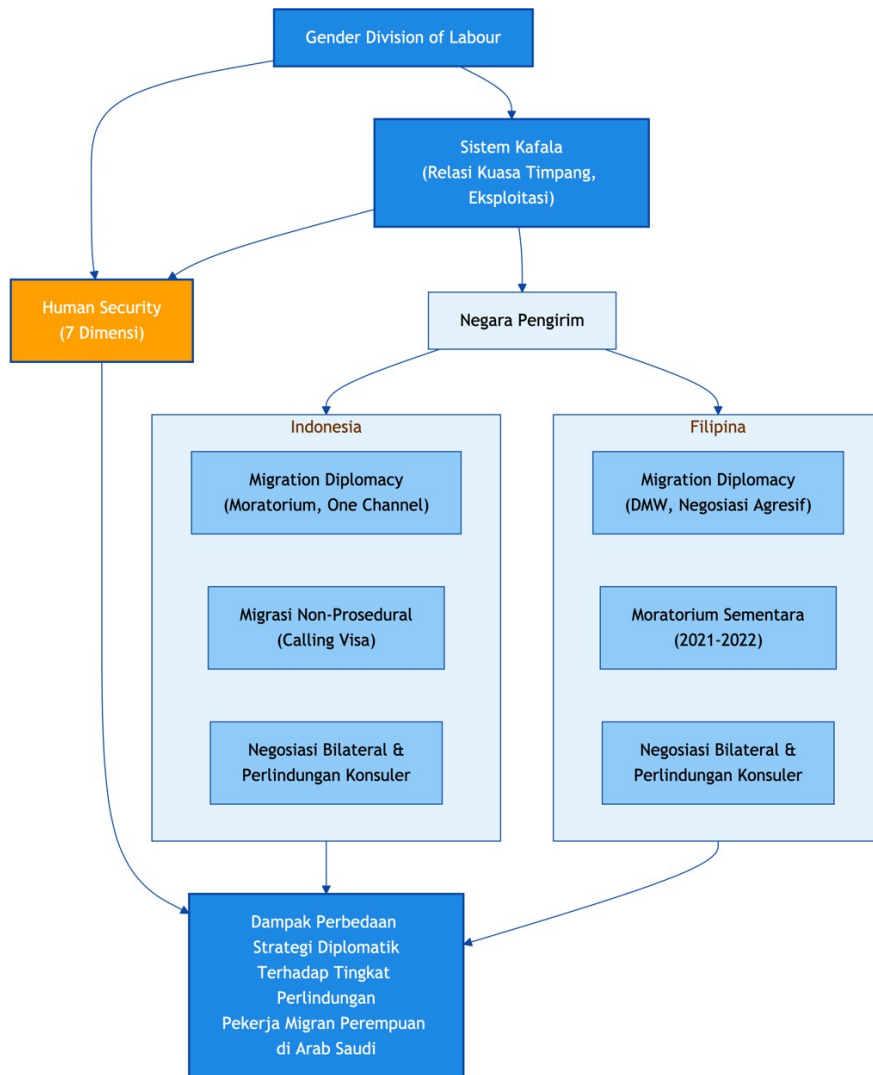 Gender Division of Labour
Sistem Kafala
(Relasi Kuasa Timpang,
Eksploitasi)
Human Security
(7 Dimensi)
Negara Pengirim
Indonesia
Migration Diplomacy
(Moratorium, One Channel)
Migrasi Non-Prosedural
(Calling Visa)
Negosiasi Bilateral &
Perlindungan Konsuler
Filipina
Migration Diplomacy
(DMW, Negosiasi Agresif)
Moratorium Sementara
(2021-2022)
Negosiasi Bilateral &
Perlindungan Konsuler
Dampak Perbedaan
Strategi Diplomatik
Terhadap Tingkat
Perlindungan
Pekerja Migran Perempuan
di Arab Saudi